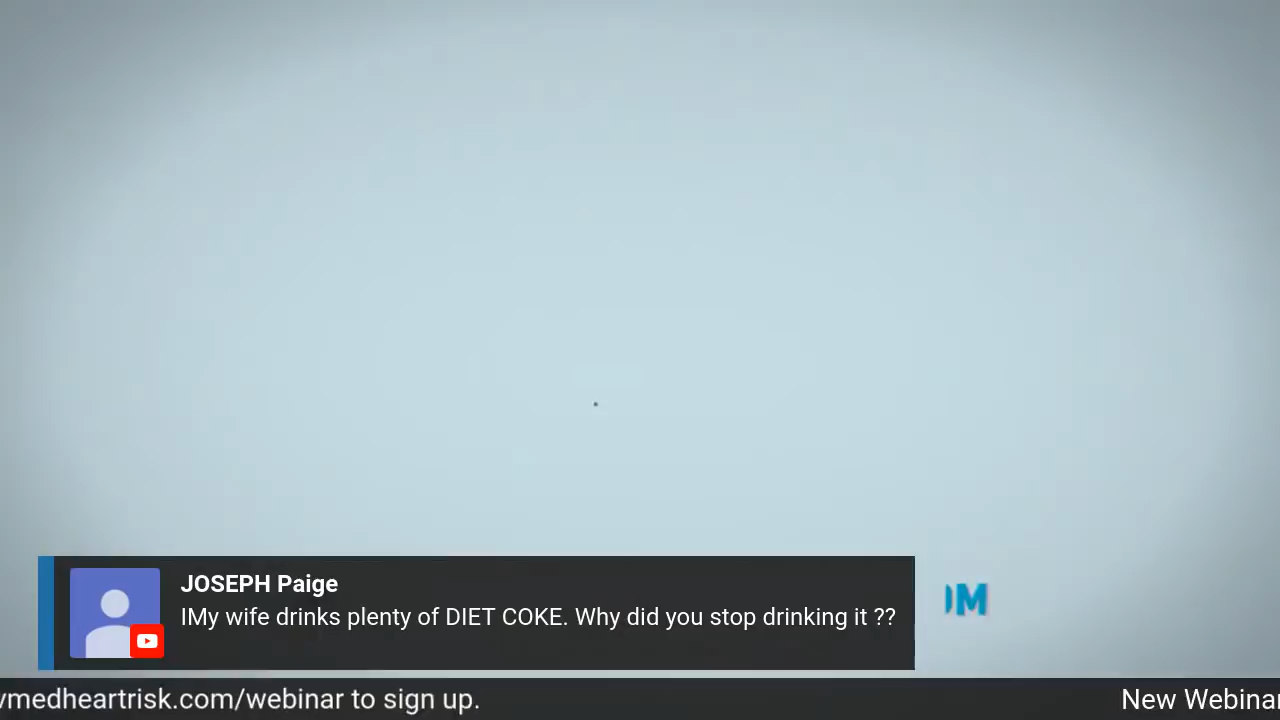 JOSEPH Paige
IMy wife drinks plenty of DIET COKE. Why did you stop drinking it ??
M
vmedheartrisk.com/webinar to sign up.
New Webinar